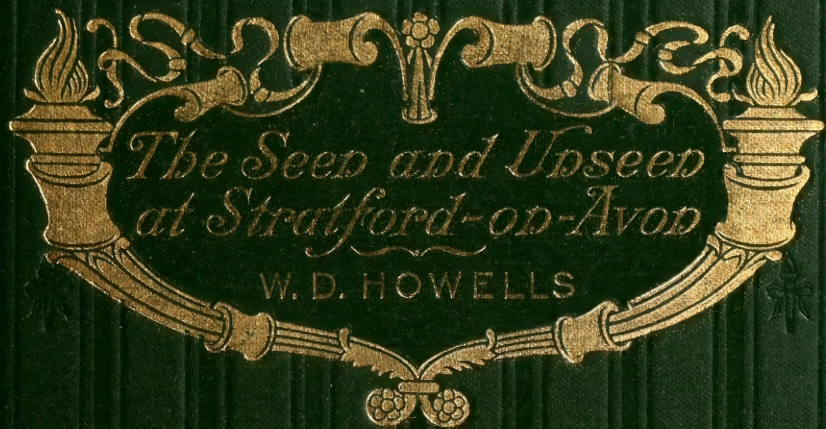 The Seen and Unseen
at Stratford-on-Avon
W. D. HOWELLS